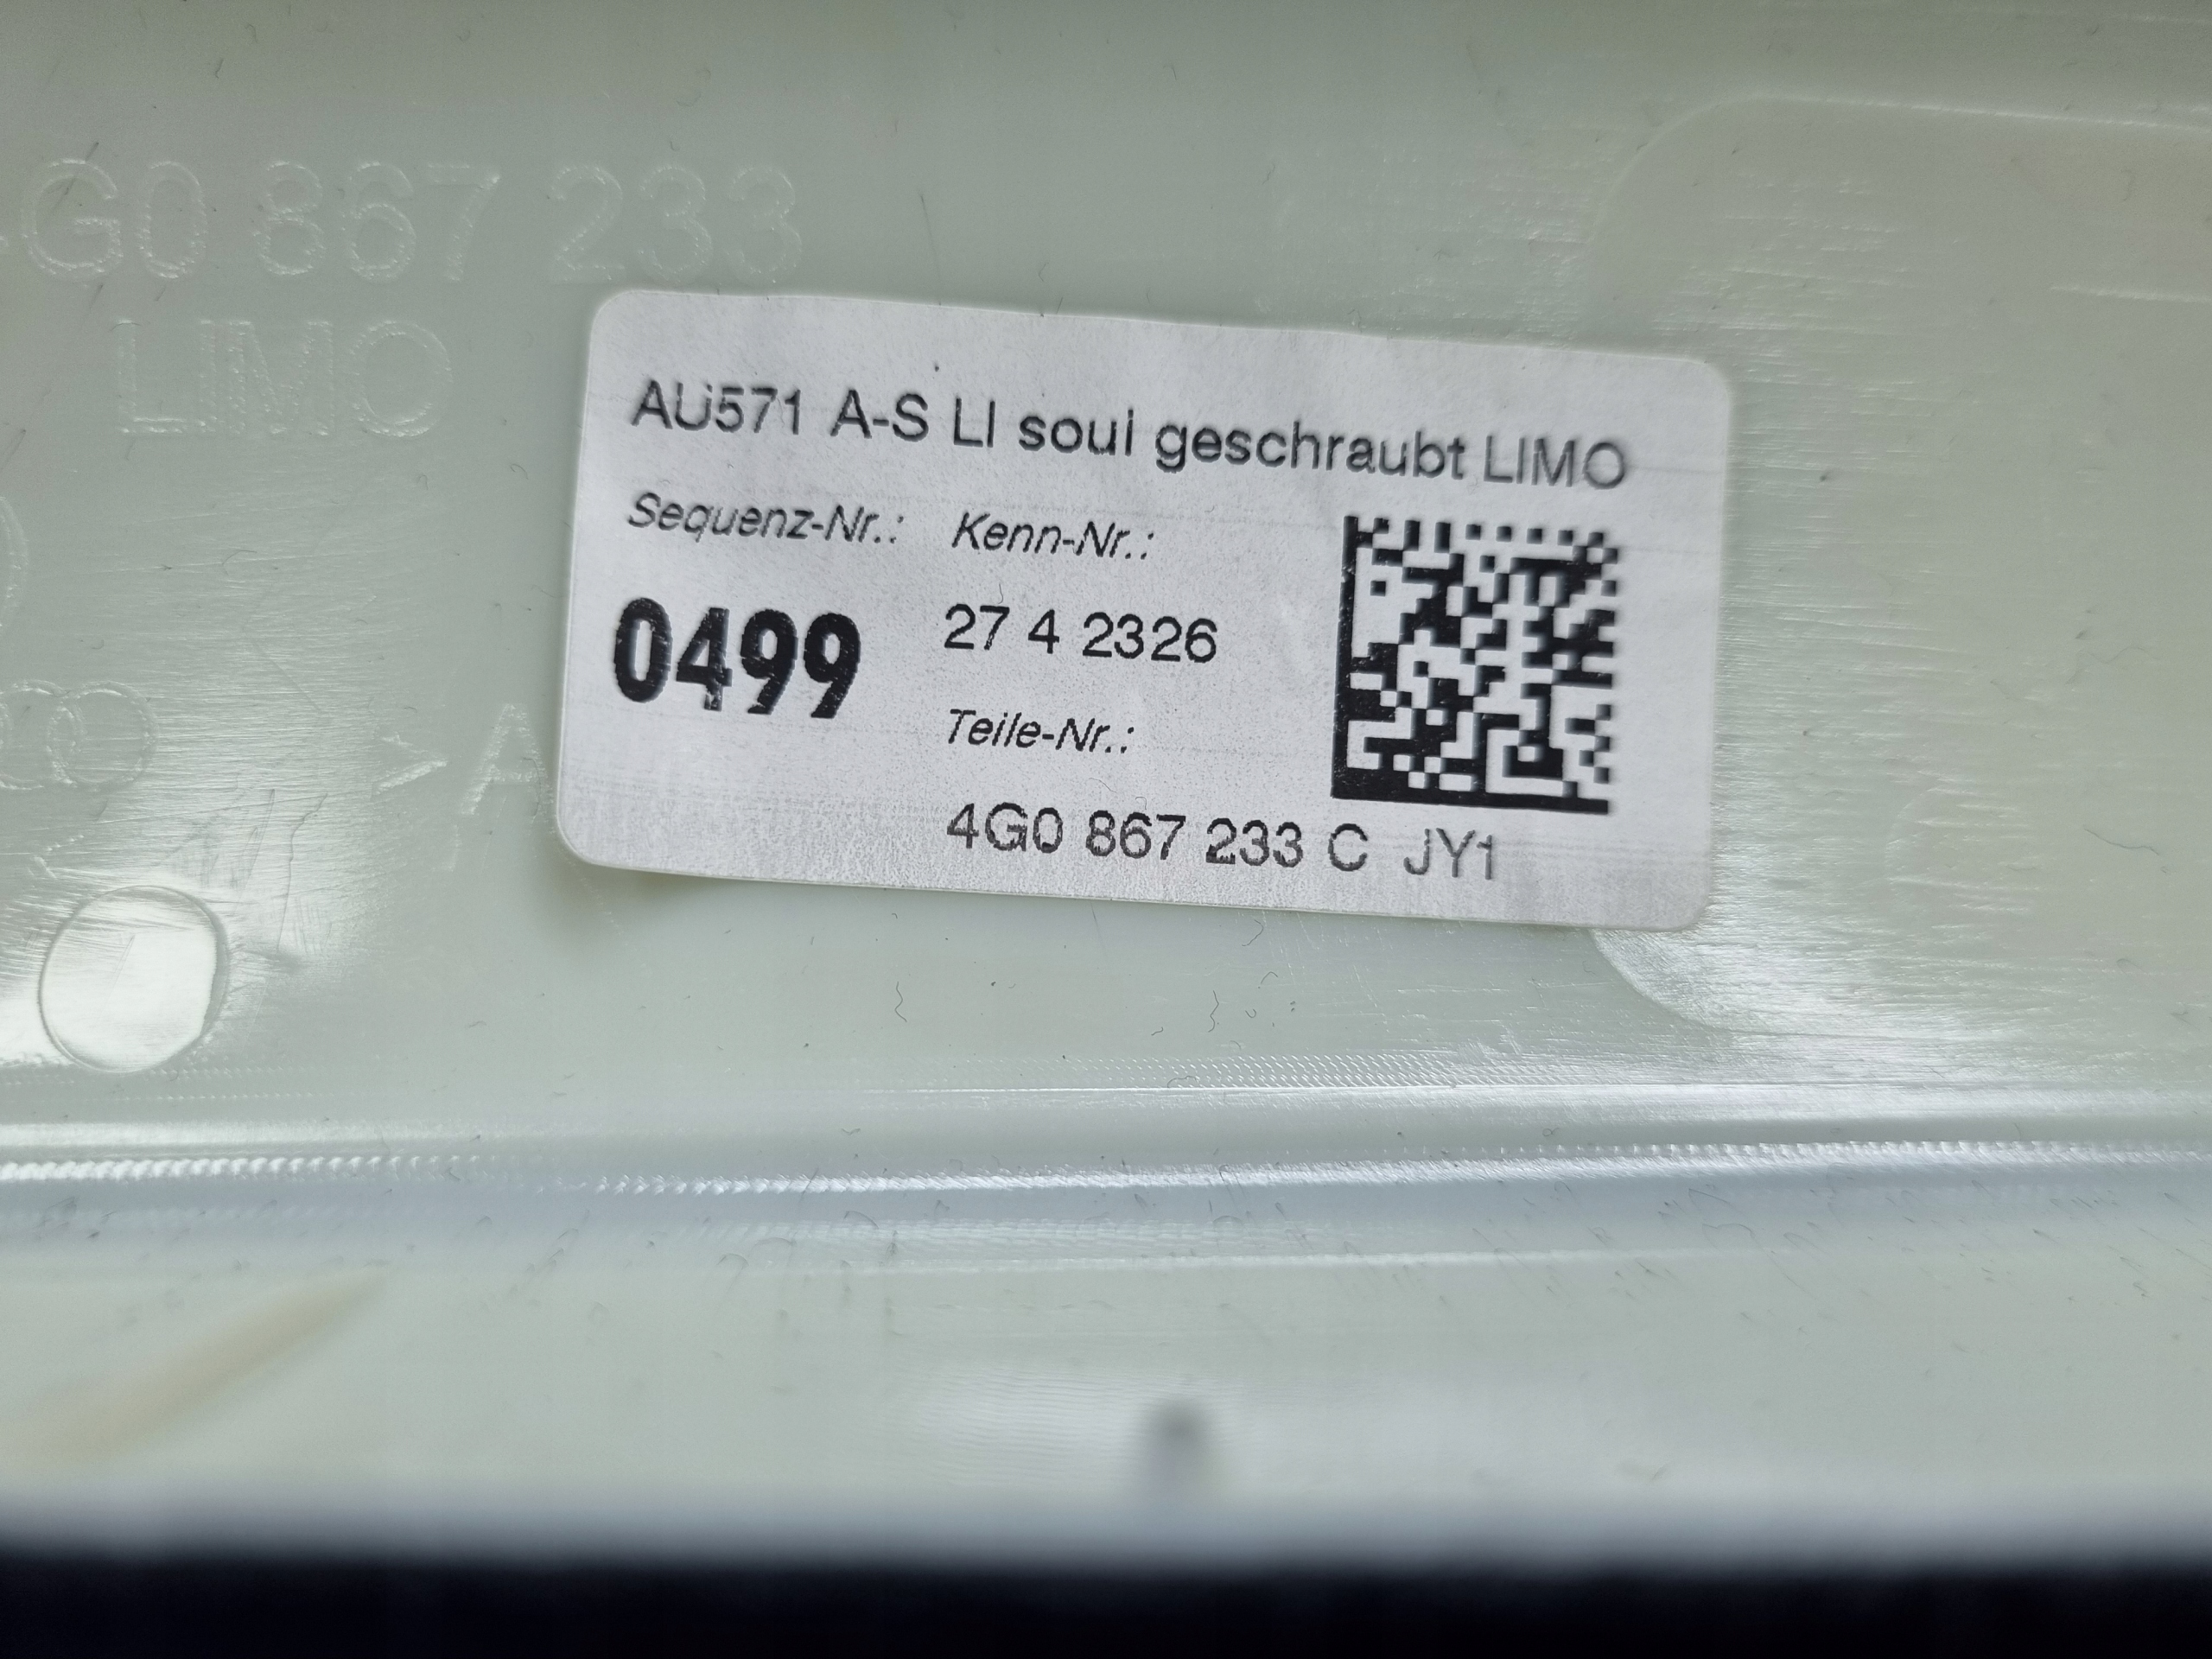 G0 867 233
LIMO
AU571 A-S LI soul geschraubt LIMO
Sequenz-Nr.: Kenn-Nr.:
0499 27 4 2326
Teile-Nr.:
4G0 867 233 C JY1
>A